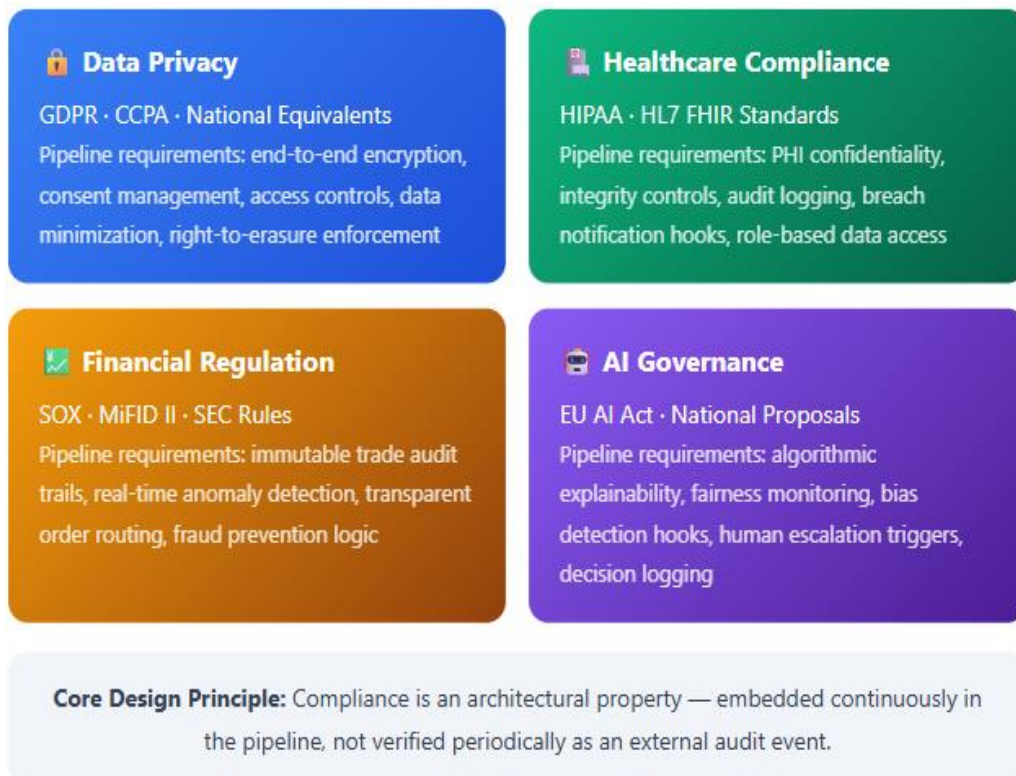 Data Privacy
GDPR · CCPA · National Equivalents
Pipeline requirements: end-to-end encryption,
consent management, access controls, data
minimization, right-to-erasure enforcement
Healthcare Compliance
HIPAA · HL7 FHIR Standards
Pipeline requirements: PHI confidentiality,
integrity controls, audit logging, breach
notification hooks, role-based data access
Financial Regulation
SOX · MiFID II · SEC Rules
Pipeline requirements: immutable trade audit
trails, real-time anomaly detection, transparent
order routing, fraud prevention logic
AI Governance
EU AI Act · National Proposals
Pipeline requirements: algorithmic
explainability, fairness monitoring, bias
detection hooks, human escalation triggers,
decision logging
Core Design Principle: Compliance is an architectural property — embedded continuously in
the pipeline, not verified periodically as an external audit event.